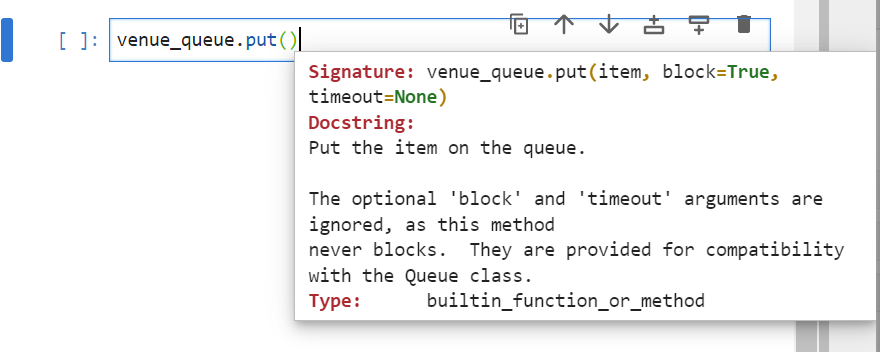 [ ]: venue_queue.put()
Signature: venue_queue.put(item, block=True,
timeout=None)
Docstring:
Put the item on the queue.
The optional 'block' and 'timeout' arguments are
ignored, as this method
never blocks.  They are provided for compatibility
with the Queue class.
Type:      builtin_function_or_method